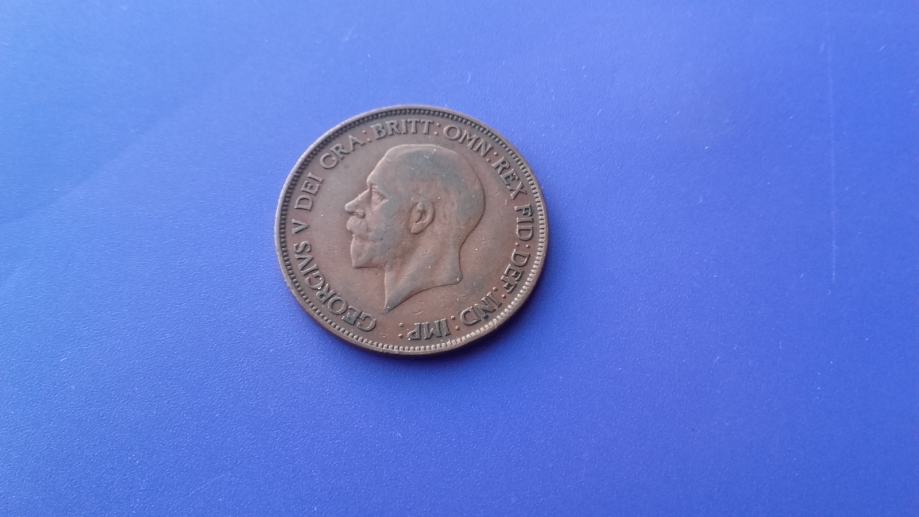 GEORGIVS V DEI GRA: BRITT: OMN: REX FID: DEF: IND: IMP: